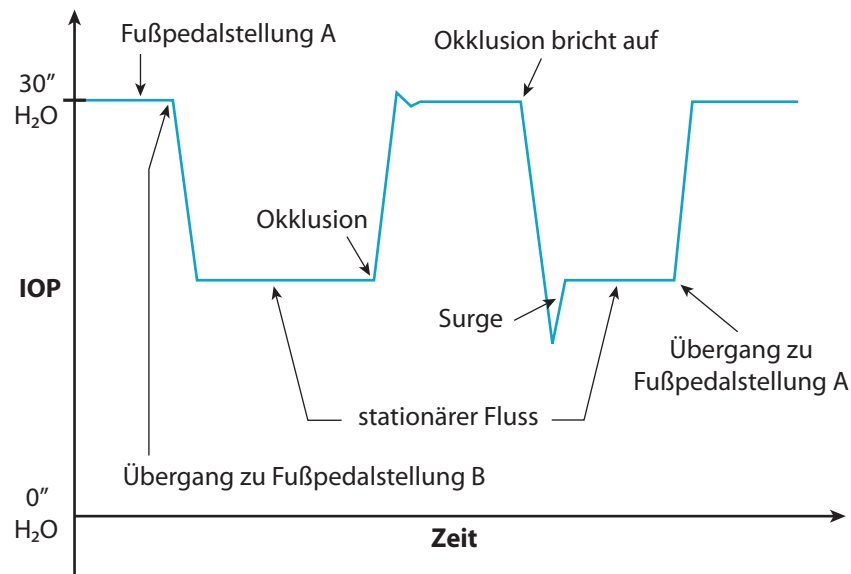 Fußpedalstellung A
Okklusion bricht auf
30”
H₂O
Okklusion
IOP
Surge
Übergang zu
Fußpedalstellung A
stationärer Fluss
Übergang zu Fußpedalstellung B
0”
H₂O
Zeit